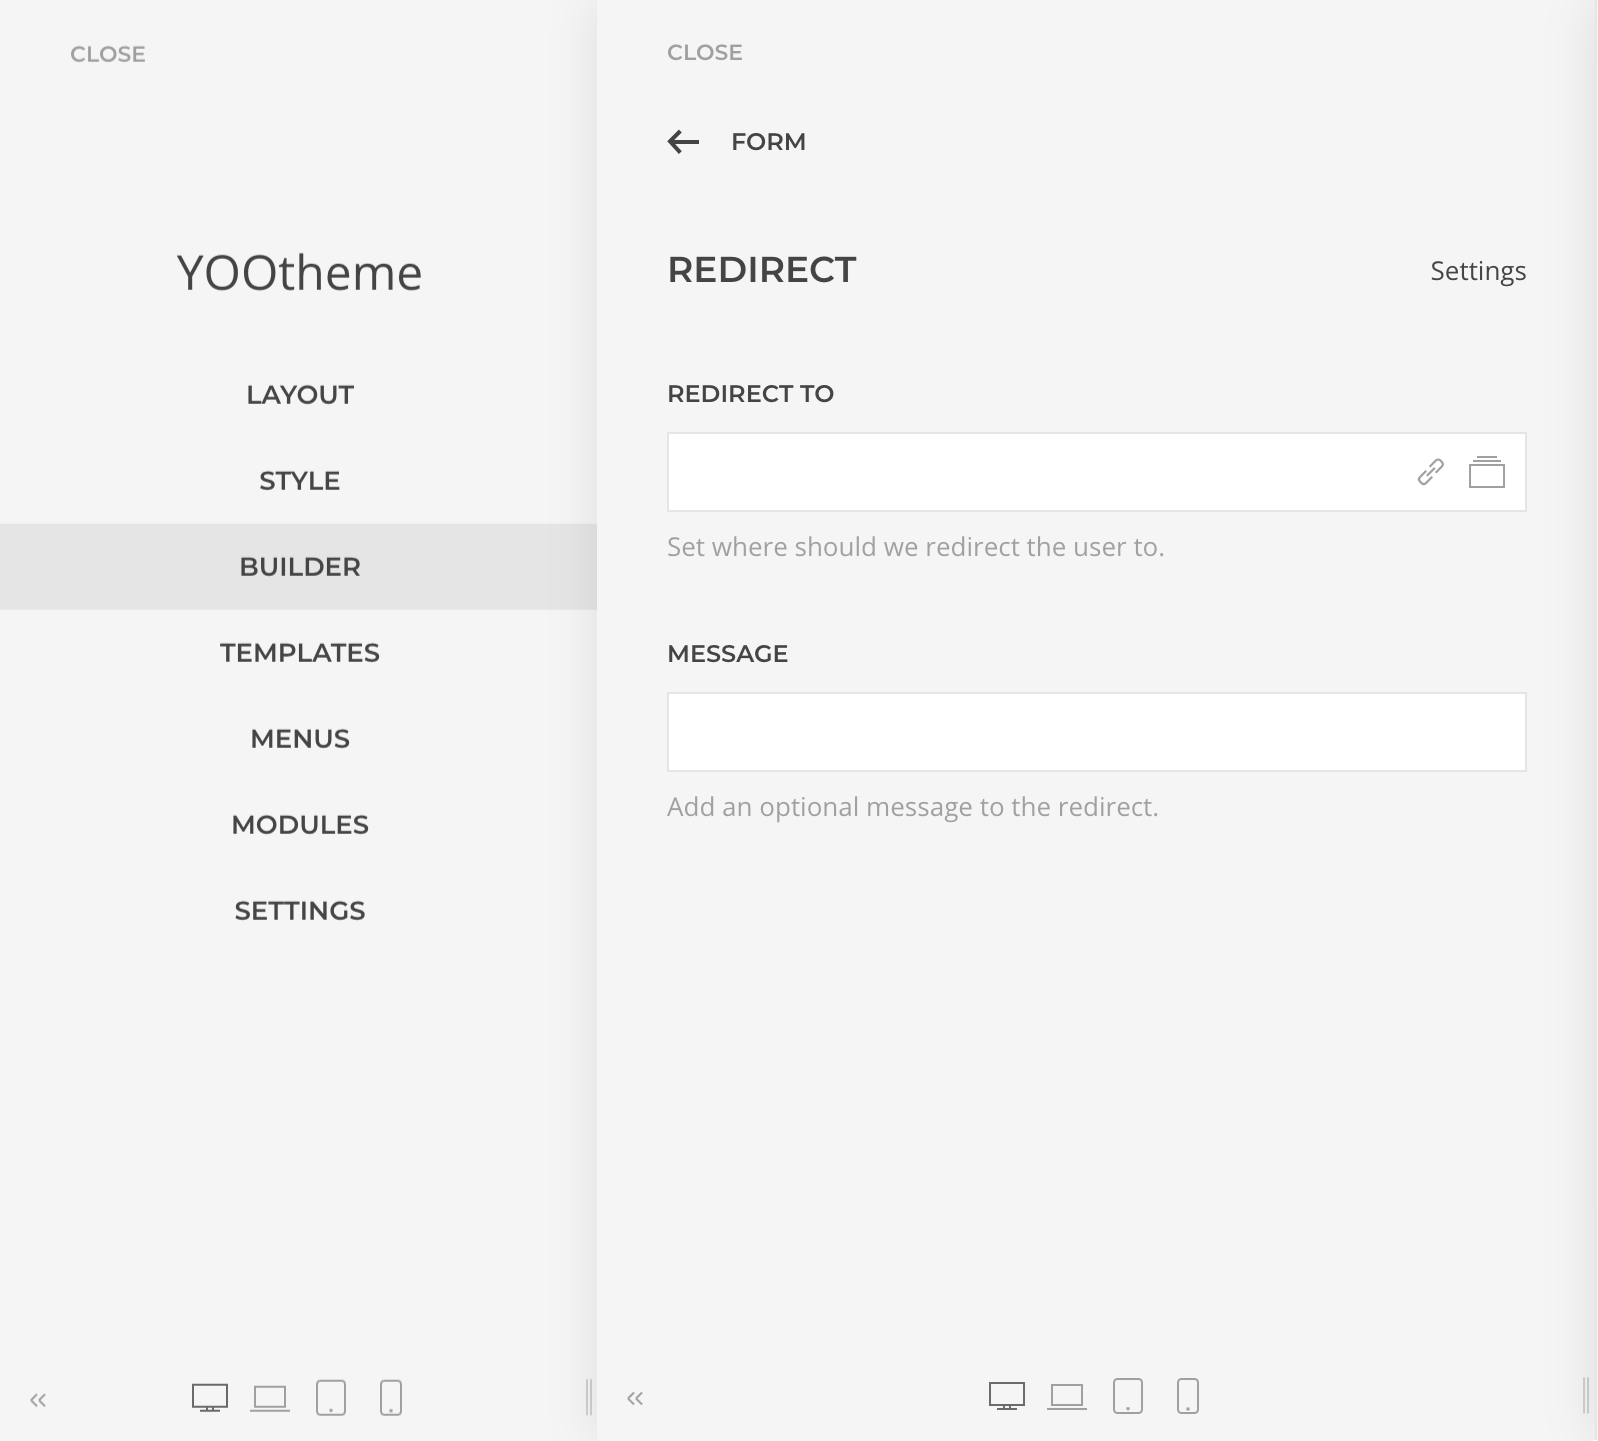 CLOSE
YOOtheme
LAYOUT
STYLE
BUILDER
TEMPLATES
MENUS
MODULES
SETTINGS
CLOSE
FORM
REDIRECT
Settings
REDIRECT TO
Set where should we redirect the user to.
MESSAGE
Add an optional message to the redirect.